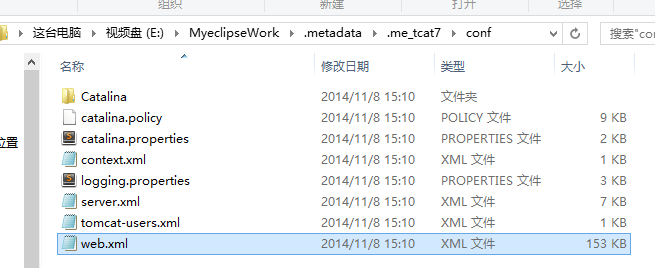 组织 新建 打开 选择
这台电脑 视频盘 (E:) MyeclipseWork .metadata .me_tcat7 conf 搜索"co
名称 修改日期 类型 大小
Catalina 2014/11/8 15:10 文件夹
catalina.policy 2014/11/8 15:10 POLICY 文件 9 KB
位置 catalina.properties 2014/11/8 15:10 PROPERTIES 文件 2 KB
context.xml 2014/11/8 15:10 XML 文件 1 KB
logging.properties 2014/11/8 15:10 PROPERTIES 文件 3 KB
server.xml 2014/11/8 15:10 XML 文件 7 KB
tomcat-users.xml 2014/11/8 15:10 XML 文件 1 KB
web.xml 2014/11/8 15:10 XML 文件 153 KB